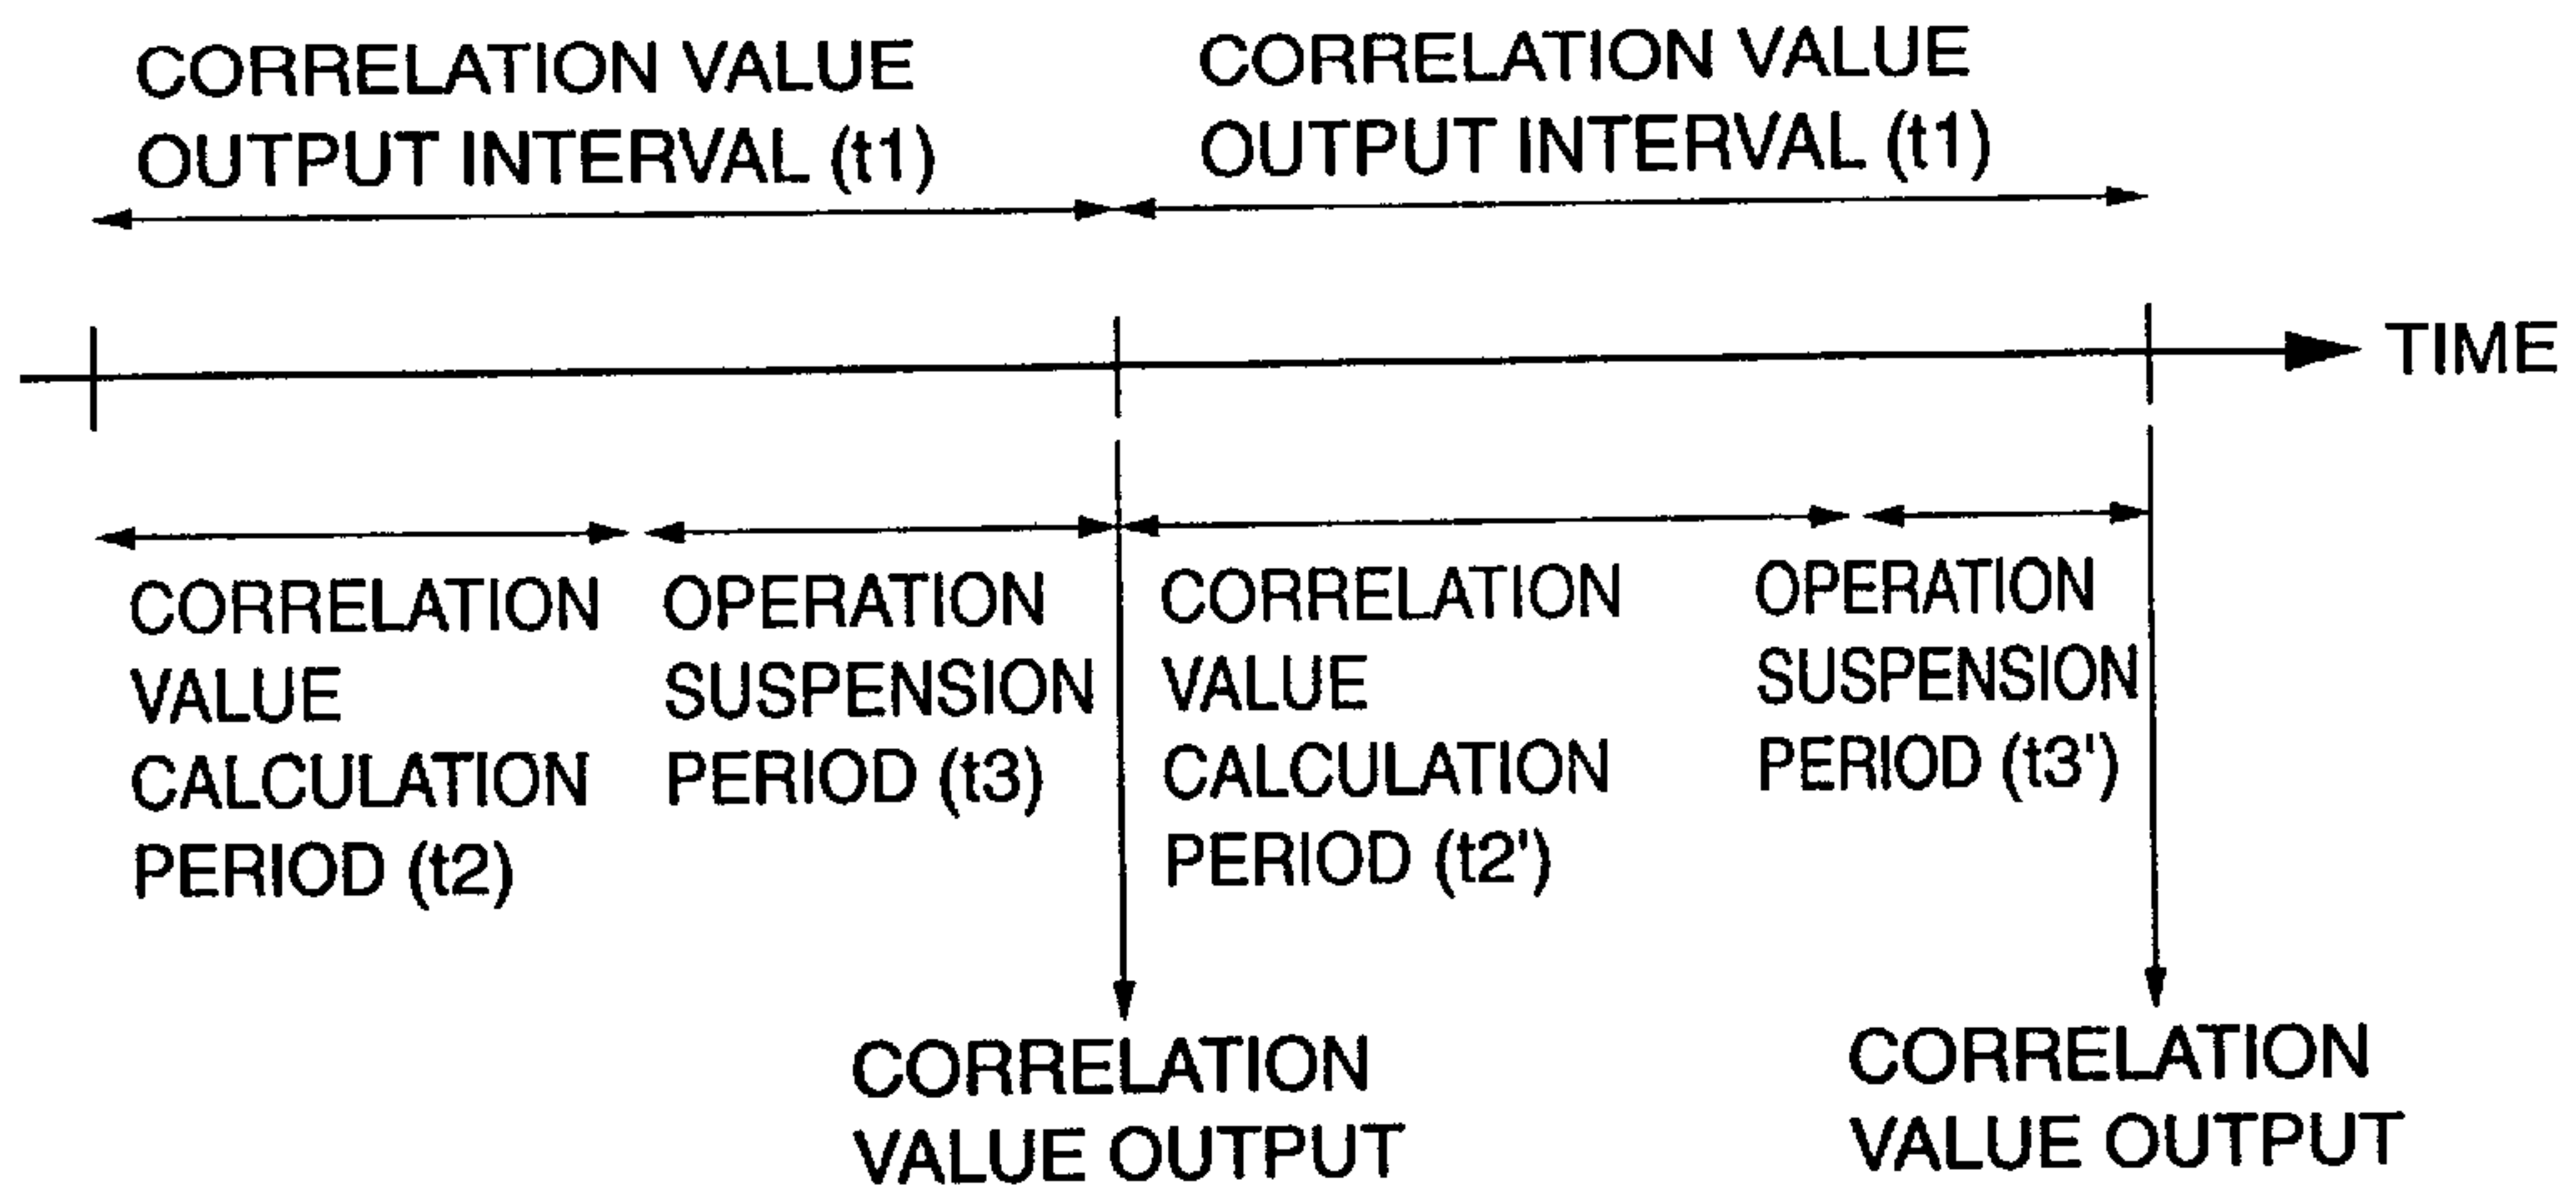 CORRELATION VALUE
OUTPUT INTERVAL (t1)
CORRELATION VALUE
OUTPUT INTERVAL (t1)
TIME
CORRELATION
VALUE
CALCULATION
PERIOD (t2)
OPERATION
SUSPENSION
PERIOD (t3)
CORRELATION
VALUE
CALCULATION
PERIOD (t2')
OPERATION
SUSPENSION
PERIOD (t3')
CORRELATION
VALUE OUTPUT
CORRELATION
VALUE OUTPUT